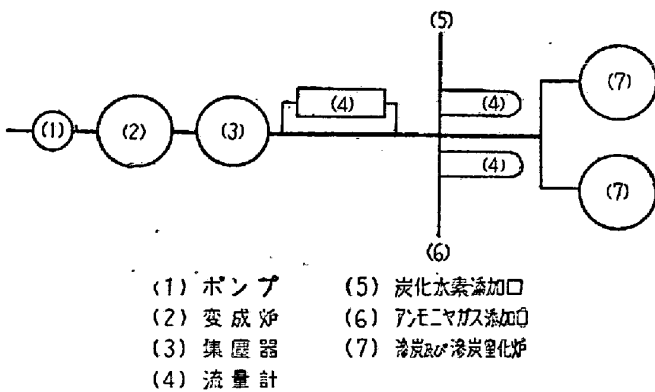 (5)
(4)
(7)
(1)
(2)
(3)
(4)
(4)
(7)
(6)
(1) ポンプ
(2) 変成炉
(3) 集塵器
(4) 流量計
(5) 炭化水素添加口
(6) アンモニヤガス添加口
(7) 滲炭及び滲炭窒化炉